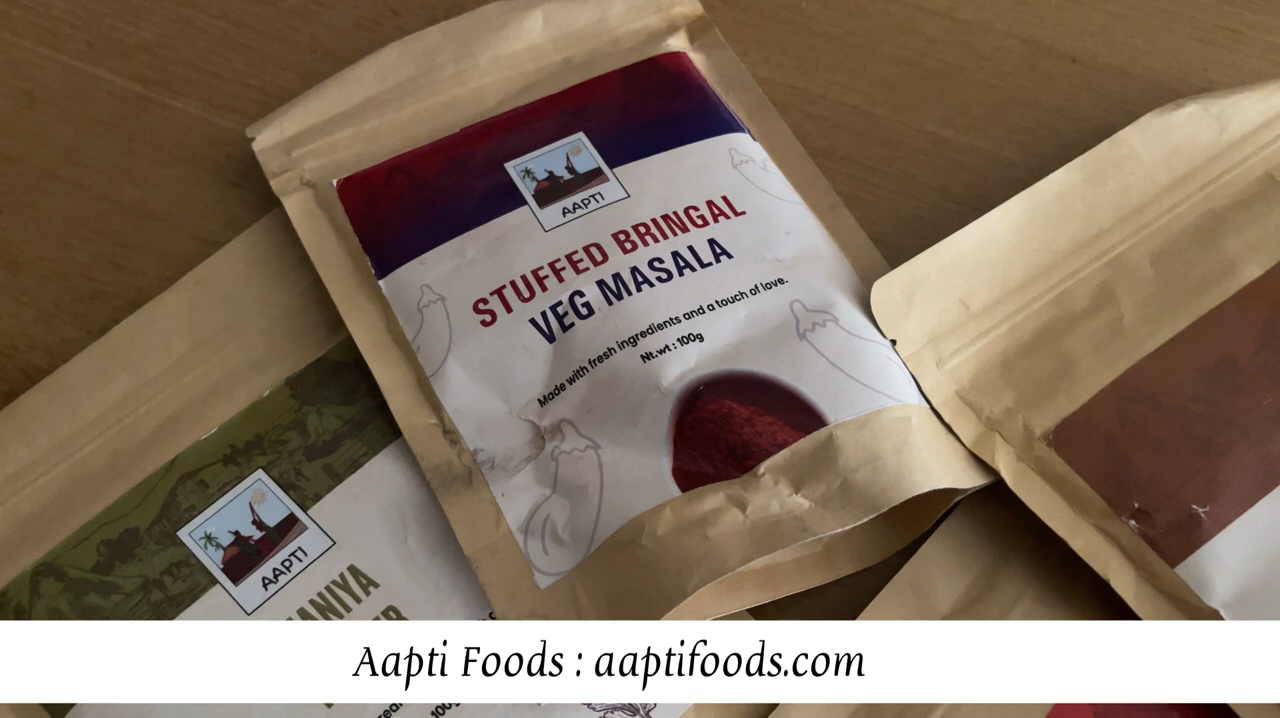 AAPTI
STUFFED BRINGAL
VEG MASALA
Made with fresh ingredients and a touch of love.
Nt.wt : 100g
AAPTI
Aapti Foods : aaptifoods.com